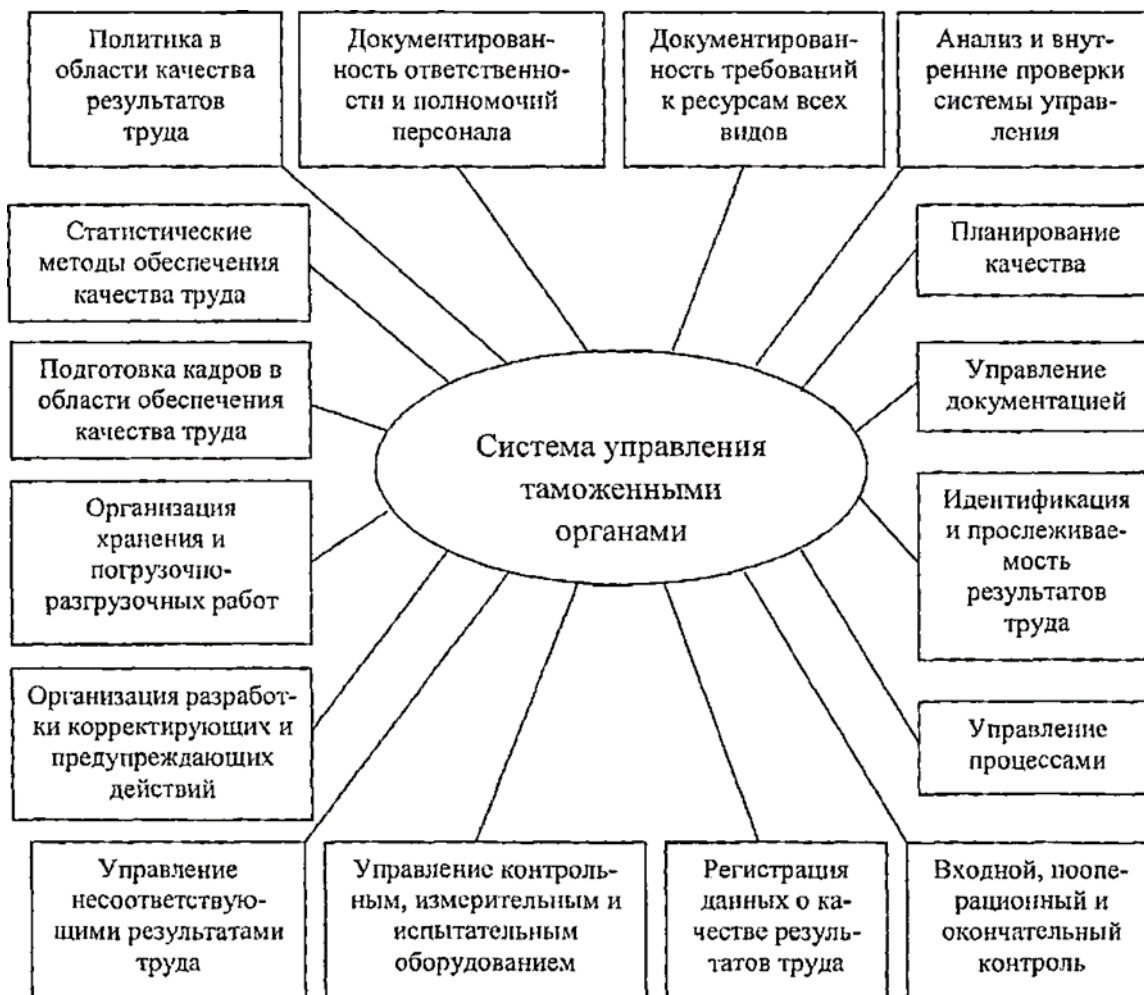 Политика в
области качества
результатов
труда
Документирован-
ность ответственно-
сти и полномочий
персонала
Документирован-
ность требований
к ресурсам всех
видов
Анализ и внут-
ренние проверки
системы управ-
ления
Статистические
методы обеспечения
качества труда
Планирование
качества
Подготовка кадров в
области обеспечения
качества труда
Управление
документацией
Система управления
таможенными
органами
Организация
хранения и
погрузочно-
разгрузочных работ
Идентификация
и прослеживае-
мость
результатов
труда
Организация разработ-
ки корректирующих и
предупреждающих
действий
Управление
процессами
Управление
несоответствую-
щими результатами
труда
Управление контроль-
ным, измерительным и
испытательным
оборудованием
Регистрация
данных о ка-
честве резуль-
татов труда
Входной, поопе-
рационный и
окончательный
контроль